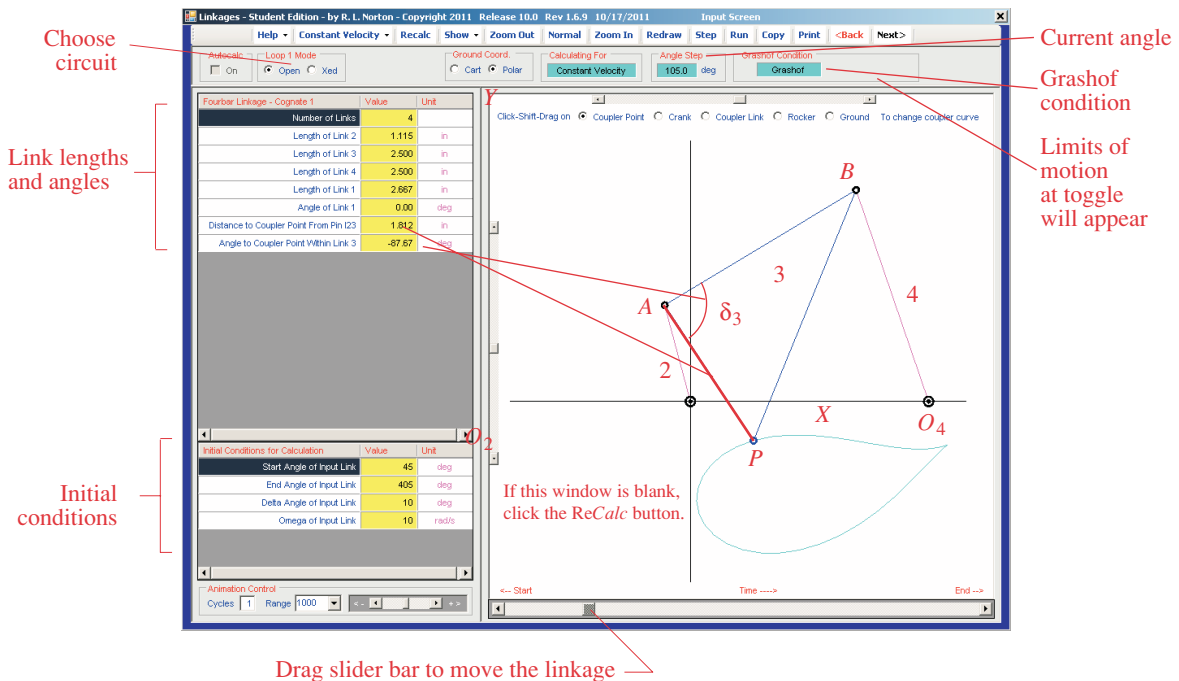 Linkages - Student Edition - by R. L. Norton - Copyright 2011 Release 10.0 Rev 1.6.9 10/17/2011 Input Screen
Help Constant Velocity Recalc Show Zoom Out Normal Zoom In Redraw Step Run Copy Print <Back Next>
Choose
circuit
Autocalc
On
Loop 1 Mode
Open Xed
Ground Coord.
Cart Polar
Calculating For
Constant Velocity
Angle Step
105.0 deg
Grashof Condition
Grashof
Current angle
Grashof
condition
Limits of
motion
at toggle
will appear
Link lengths
and angles
Fourbar Linkage - Cognate 1 Value Unit
Number of Links 4
Length of Link 2 1.115 in
Length of Link 3 2.500 in
Length of Link 4 2.500 in
Length of Link 1 2.667 in
Angle of Link 1 0.00 deg
Distance to Coupler Point From Pin I23 1.812 in
Angle to Coupler Point Within Link 3 -87.67 deg
Y
Click-Shift-Drag on Coupler Point Crank Coupler Link Rocker Ground To change coupler curve
B
3
4
A
δ3
2
X
O2
O4
P
Initial
conditions
Initial Conditions for Calculation Value Unit
Start Angle of Input Link 45 deg
End Angle of Input Link 405 deg
Delta Angle of Input Link 10 deg
Omega of Input Link 10 rad/s
If this window is blank,
click the ReCalc button.
Animation Control
Cycles 1 Range 1000 <- +>
<-- Start Time ----> End -->
Drag slider bar to move the linkage